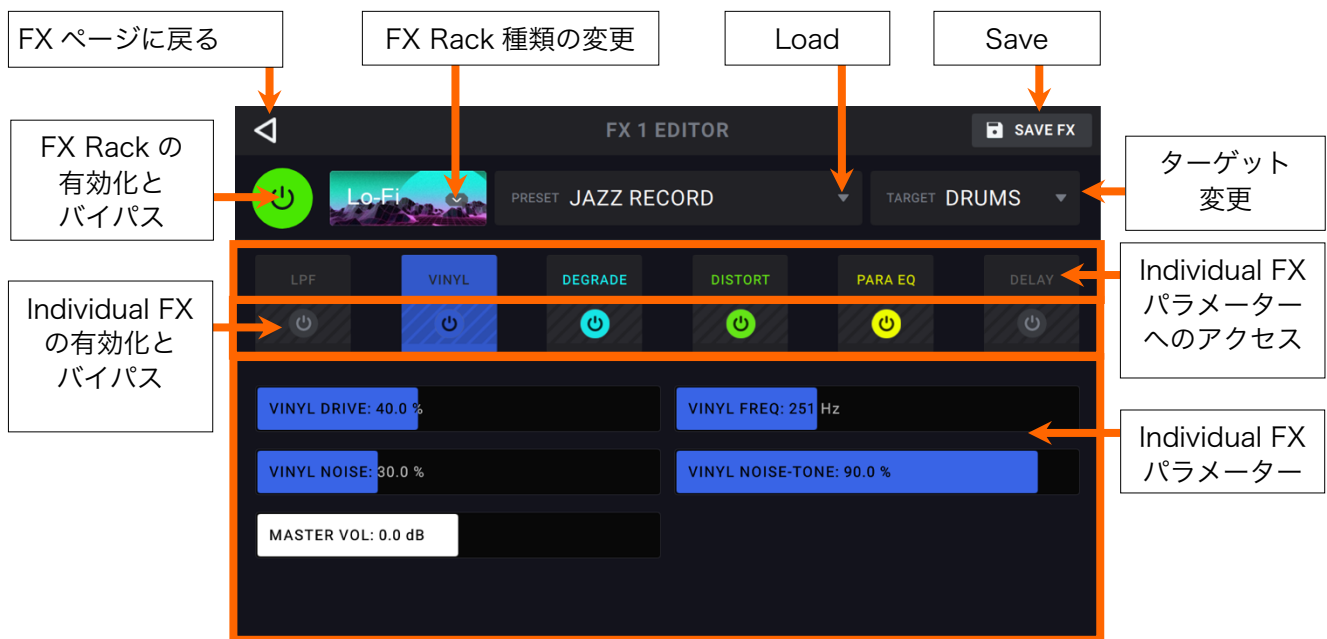 FX ページに戻る
FX Rack 種類の変更
Load
Save
FX Rack の
有効化と
バイパス
FX 1 EDITOR
SAVE FX
Lo-Fi
PRESET JAZZ RECORD
TARGET DRUMS
ターゲット
変更
LPF
VINYL
DEGRADE
DISTORT
PARA EQ
DELAY
Individual FX
パラメーター
へのアクセス
Individual FX
の有効化と
バイパス
VINYL DRIVE: 40.0 %
VINYL FREQ: 251 Hz
VINYL NOISE: 30.0 %
VINYL NOISE-TONE: 90.0 %
MASTER VOL: 0.0 dB
Individual FX
パラメーター